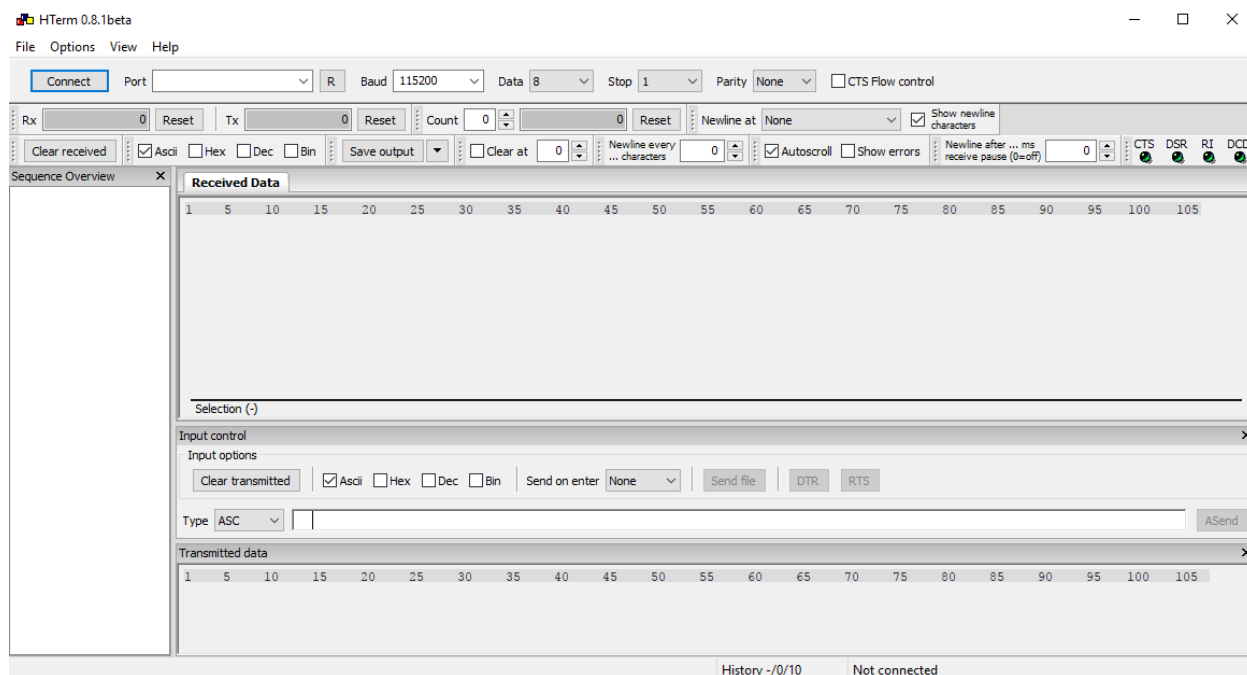 HTerm 0.8.1beta
File Options View Help
Connect Port R Baud 115200 Data 8 Stop 1 Parity None CTS Flow control
Rx 0 Reset Tx 0 Reset Count 0 0 Reset Newline at None Show newline
characters
Clear received Ascii Hex Dec Bin Save output Clear at 0 Newline every
... characters 0 Autoscroll Show errors Newline after ... ms
receive pause (0=off) 0 CTS DSR RI DCD
Sequence Overview X
Received Data
1 5 10 15 20 25 30 35 40 45 50 55 60 65 70 75 80 85 90 95 100 105
Selection (-)
Input control
Input options
Clear transmitted Ascii Hex Dec Bin Send on enter None Send file DTR RTS
Type ASC ASend
Transmitted data
1 5 10 15 20 25 30 35 40 45 50 55 60 65 70 75 80 85 90 95 100 105
History -/0/10 Not connected